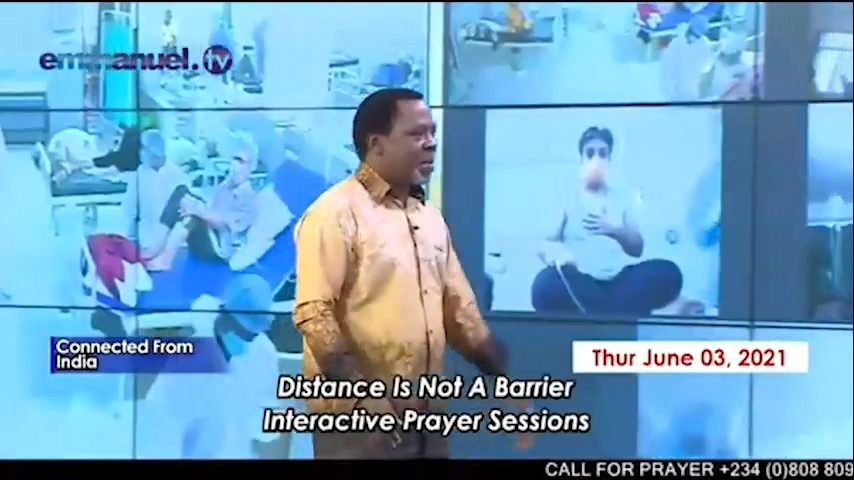 emmanuel.tv
Connected From
India
Thur June 03, 2021
Distance Is Not A Barrier
Interactive Prayer Sessions
CALL FOR PRAYER +234 (0)808 809